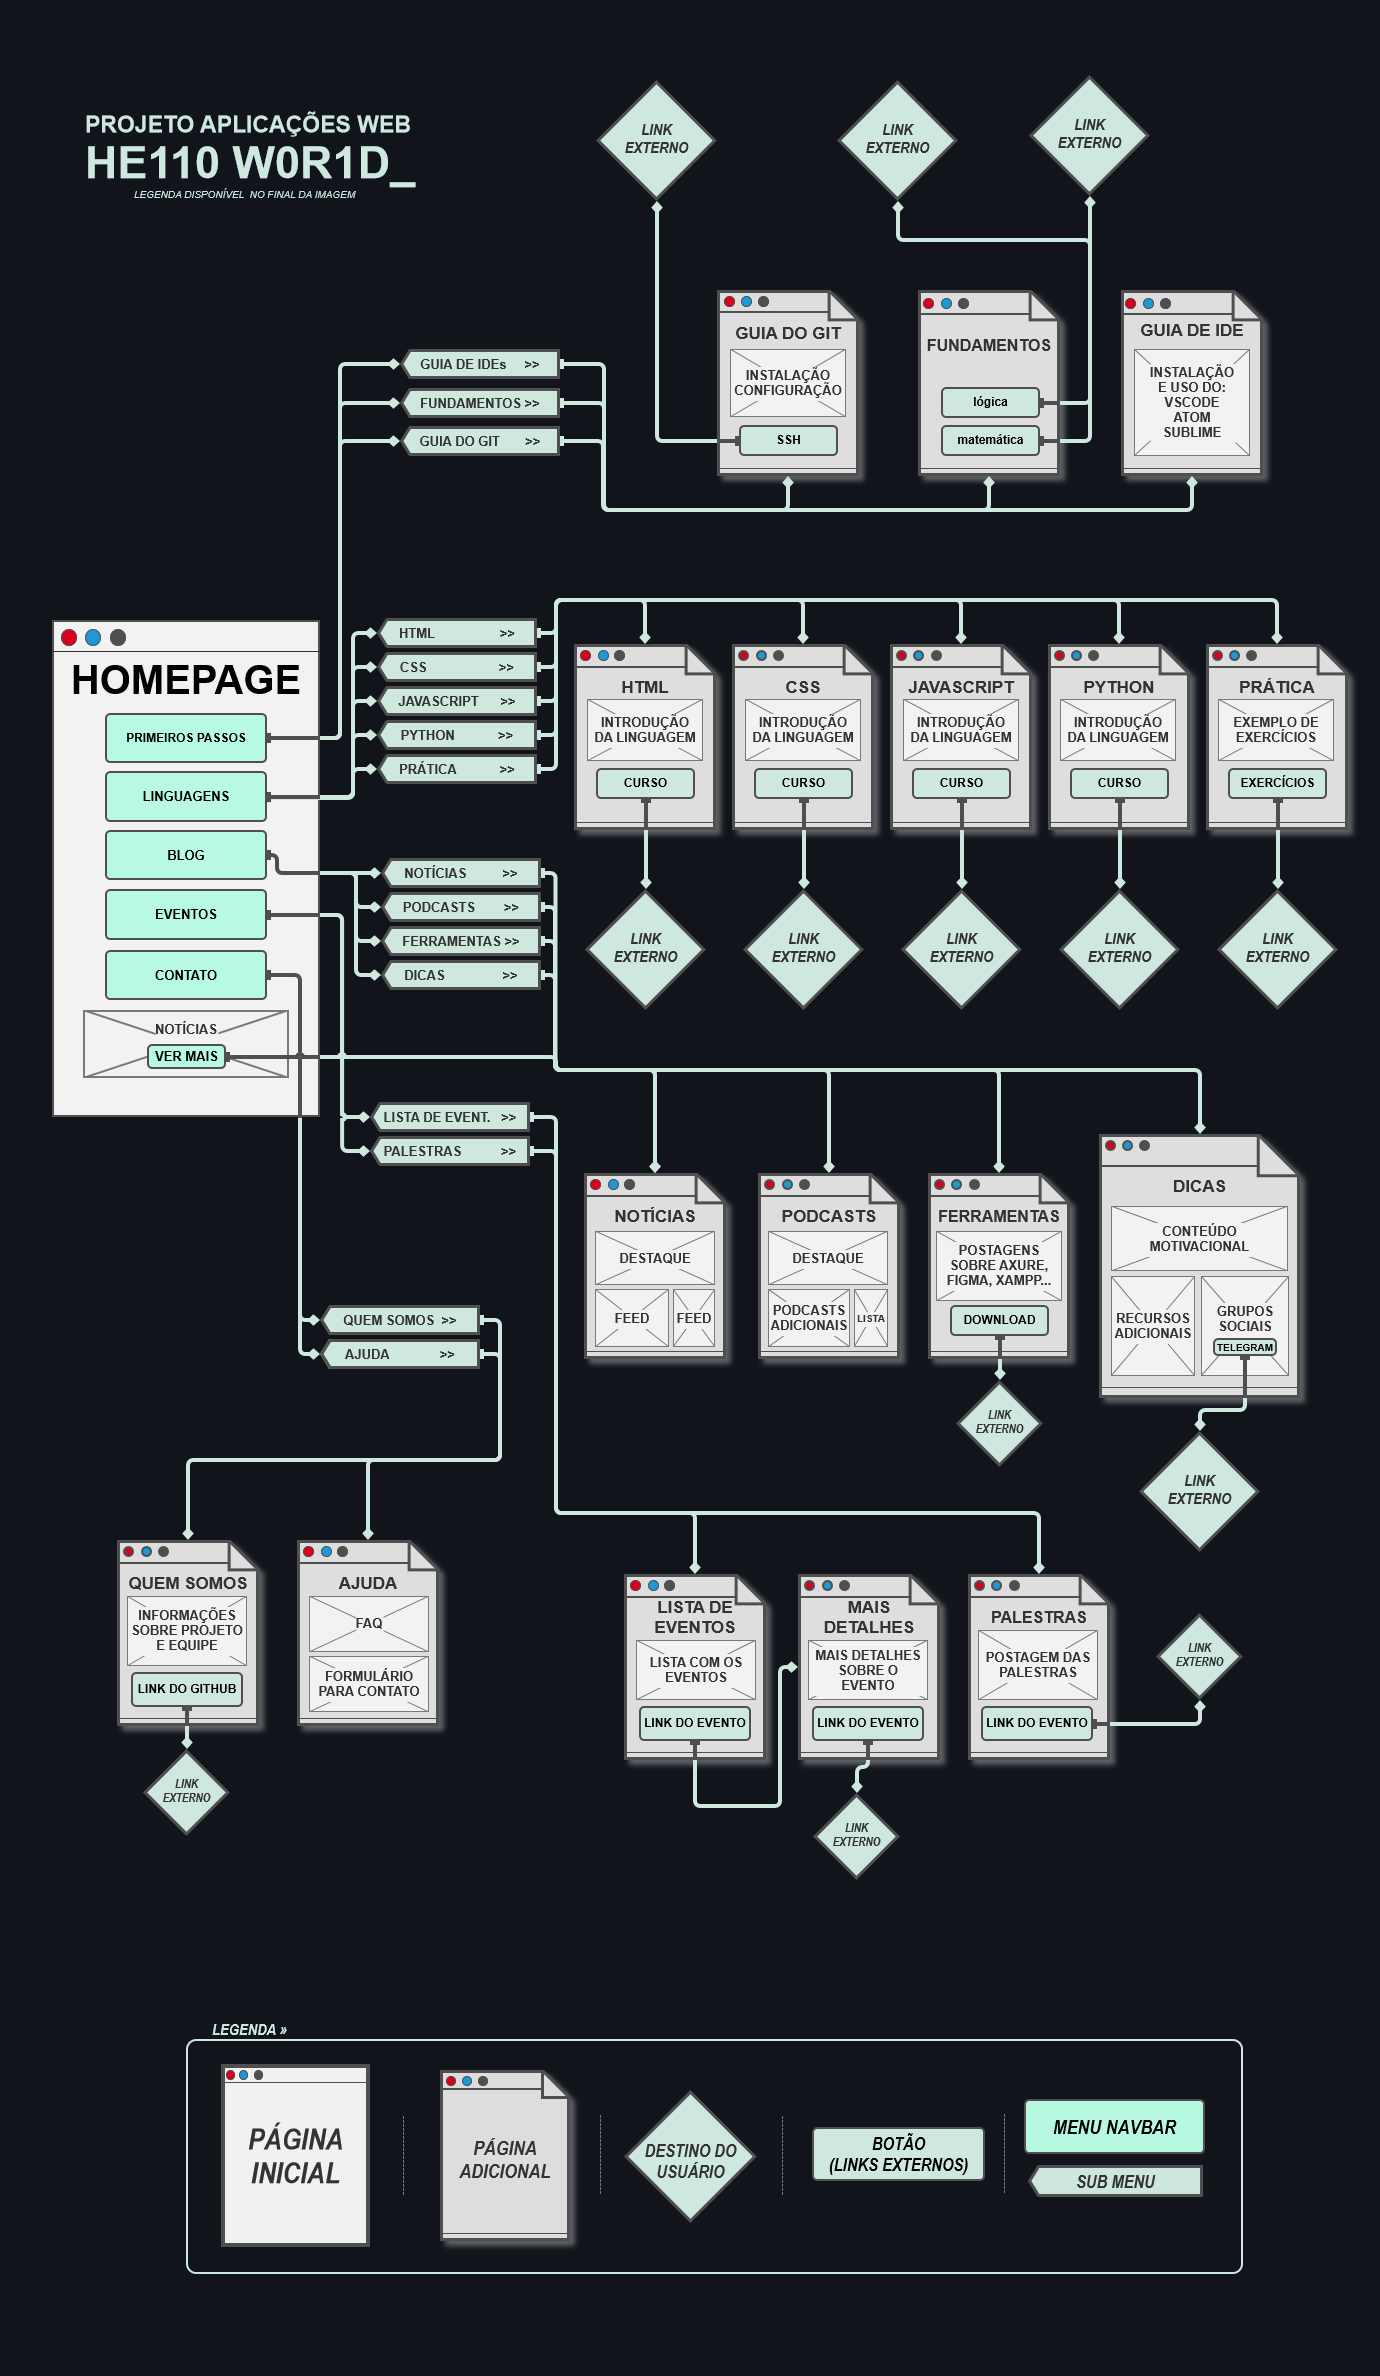 PROJETO APLICAÇÕES WEB
HE110 W0R1D_
LEGENDA DISPONÍVEL NO FINAL DA IMAGEM
LINK
EXTERNO
LINK
EXTERNO
LINK
EXTERNO
GUIA DO GIT
INSTALAÇÃO
CONFIGURAÇÃO
SSH
FUNDAMENTOS
lógica
matemática
GUIA DE IDE
INSTALAÇÃO
E USO DO:
VSCODE
ATOM
SUBLIME
GUIA DE IDEs >>
FUNDAMENTOS >>
GUIA DO GIT >>
HOMEPAGE
PRIMEIROS PASSOS
LINGUAGENS
BLOG
EVENTOS
CONTATO
NOTÍCIAS
VER MAIS
HTML >>
CSS >>
JAVASCRIPT >>
PYTHON >>
PRÁTICA >>
HTML
INTRODUÇÃO
DA LINGUAGEM
CURSO
CSS
INTRODUÇÃO
DA LINGUAGEM
CURSO
JAVASCRIPT
INTRODUÇÃO
DA LINGUAGEM
CURSO
PYTHON
INTRODUÇÃO
DA LINGUAGEM
CURSO
PRÁTICA
EXEMPLO DE
EXERCÍCIOS
EXERCÍCIOS
LINK
EXTERNO
LINK
EXTERNO
LINK
EXTERNO
LINK
EXTERNO
LINK
EXTERNO
NOTÍCIAS >>
PODCASTS >>
FERRAMENTAS >>
DICAS >>
LISTA DE EVENT. >>
PALESTRAS >>
NOTÍCIAS
DESTAQUE
FEED
FEED
PODCASTS
DESTAQUE
PODCASTS
ADICIONAIS
LISTA
FERRAMENTAS
POSTAGENS
SOBRE AXURE,
FIGMA, XAMPP...
DOWNLOAD
LINK
EXTERNO
DICAS
CONTEÚDO
MOTIVACIONAL
RECURSOS
ADICIONAIS
GRUPOS
SOCIAIS
TELEGRAM
LINK
EXTERNO
QUEM SOMOS >>
AJUDA >>
QUEM SOMOS
INFORMAÇÕES
SOBRE PROJETO
E EQUIPE
LINK DO GITHUB
LINK
EXTERNO
AJUDA
FAQ
FORMULÁRIO
PARA CONTATO
LISTA DE
EVENTOS
LISTA COM OS
EVENTOS
LINK DO EVENTO
MAIS
DETALHES
MAIS DETALHES
SOBRE O
EVENTO
LINK DO EVENTO
LINK
EXTERNO
PALESTRAS
POSTAGEM DAS
PALESTRAS
LINK DO EVENTO
LINK
EXTERNO
LEGENDA »
PÁGINA
INICIAL
PÁGINA
ADICIONAL
DESTINO DO
USUÁRIO
BOTÃO
(LINKS EXTERNOS)
MENU NAVBAR
SUB MENU